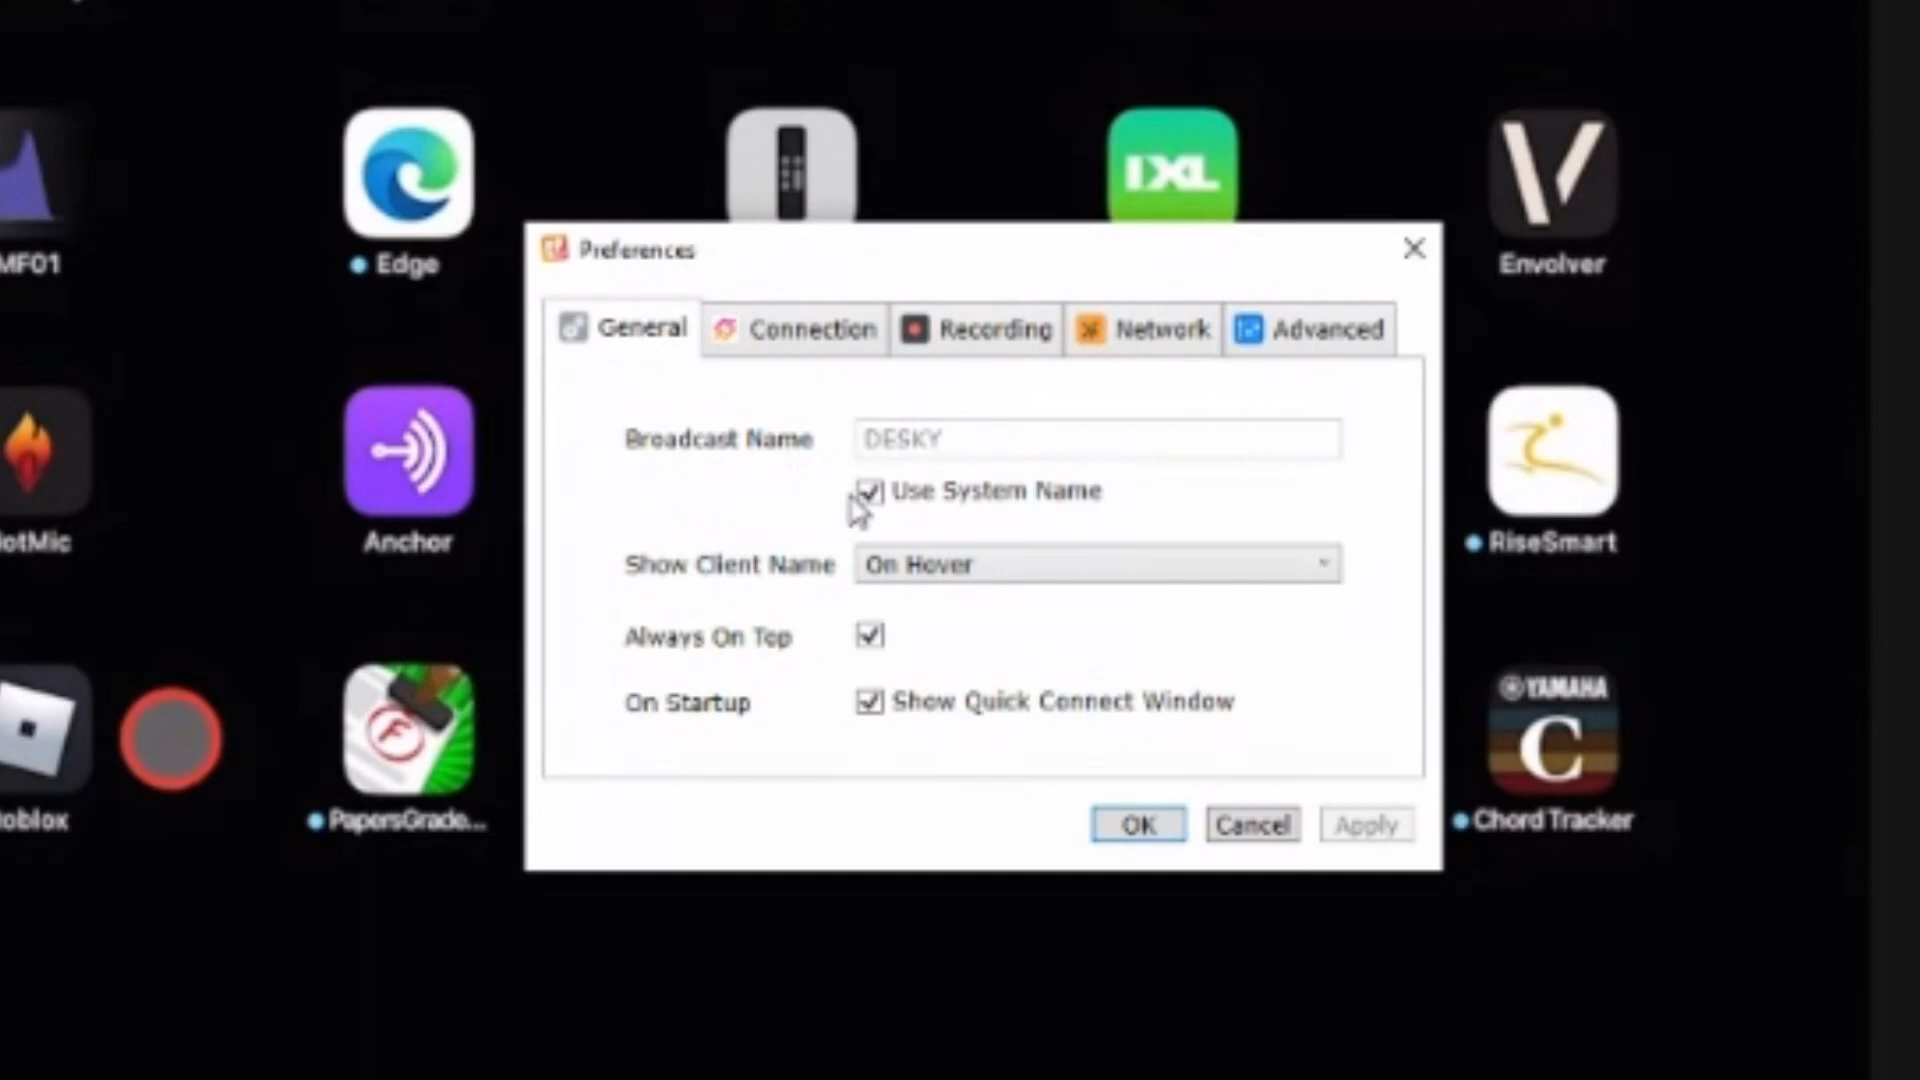 IXL
MF01
Edge
Envolver
Preferences
General
Connection
Recording
Network
Advanced
Broadcast Name
DESKY
Use System Name
Show Client Name
On Hover
Always On Top
On Startup
Show Quick Connect Window
OK
Cancel
Apply
otMic
Anchor
RiseSmart
F
YAMAHA
C
oblox
PapersGrade...
Chord Tracker